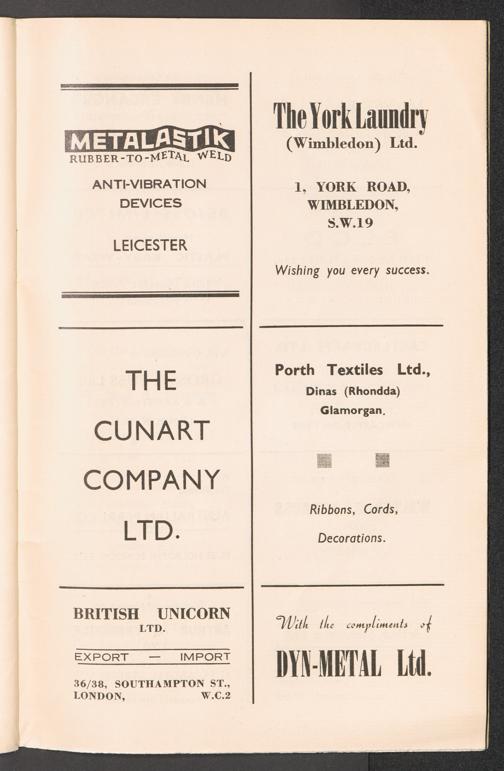 METALASTIK
RUBBER-TO-METAL WELD
ANTI-VIBRATION
DEVICES
LEICESTER
THE
CUNART
COMPANY
LTD.
BRITISH UNICORN
LTD.
EXPORT — IMPORT
36/38, SOUTHAMPTON ST.,
LONDON, W.C.2
The York Laundry
(Wimbledon) Ltd.
1, YORK ROAD,
WIMBLEDON,
S.W.19
Wishing you every success.
Porth Textiles Ltd.,
Dinas (Rhondda)
Glamorgan.
Ribbons, Cords,
Decorations.
With the compliments of
DYN-METAL Ltd.